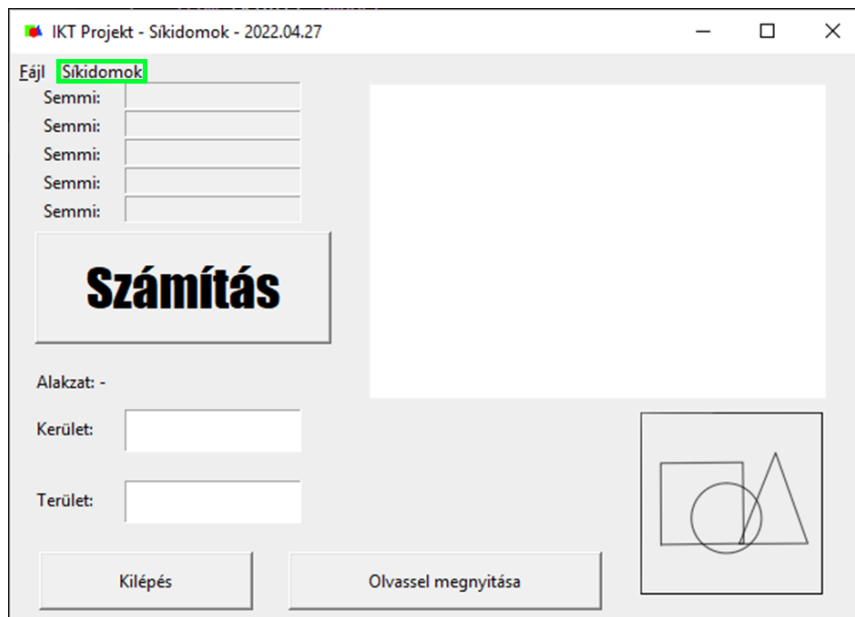 IKT Projekt - Síkidomok - 2022.04.27
Fájl Síkidomok
Semmi:
Semmi:
Semmi:
Semmi:
Semmi:
Számítás
Alakzat: -
Kerület:
Terület:
Kilépés Olvassel megnyitása